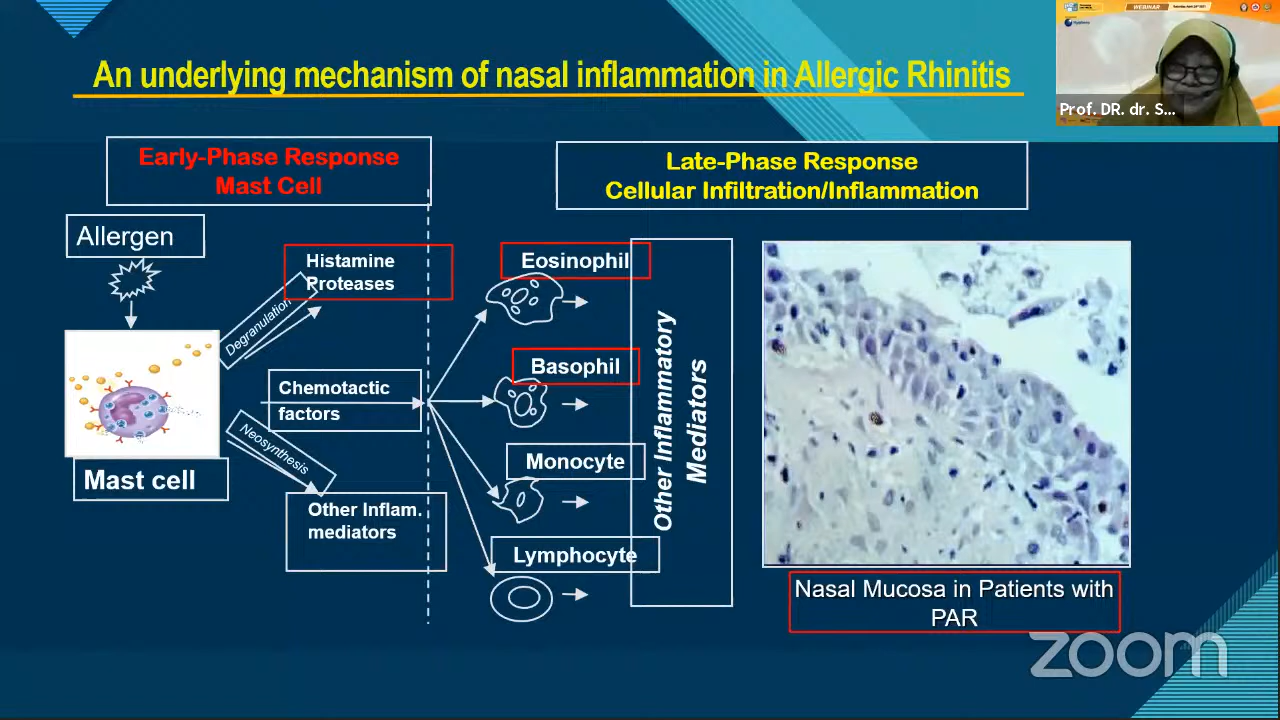 WEBINAR
An underlying mechanism of nasal inflammation in Allergic Rhinitis
Prof. DR. dr. S...
Early-Phase Response
Mast Cell
Late-Phase Response
Cellular Infiltration/Inflammation
Allergen
Histamine
Proteases
Degranulation
Chemotactic
factors
Neosynthesis
Mast cell
Other Inflam.
mediators
Eosinophil
Basophil
Monocyte
Lymphocyte
Other Inflammatory
Mediators
Nasal Mucosa in Patients with
PAR
zoom